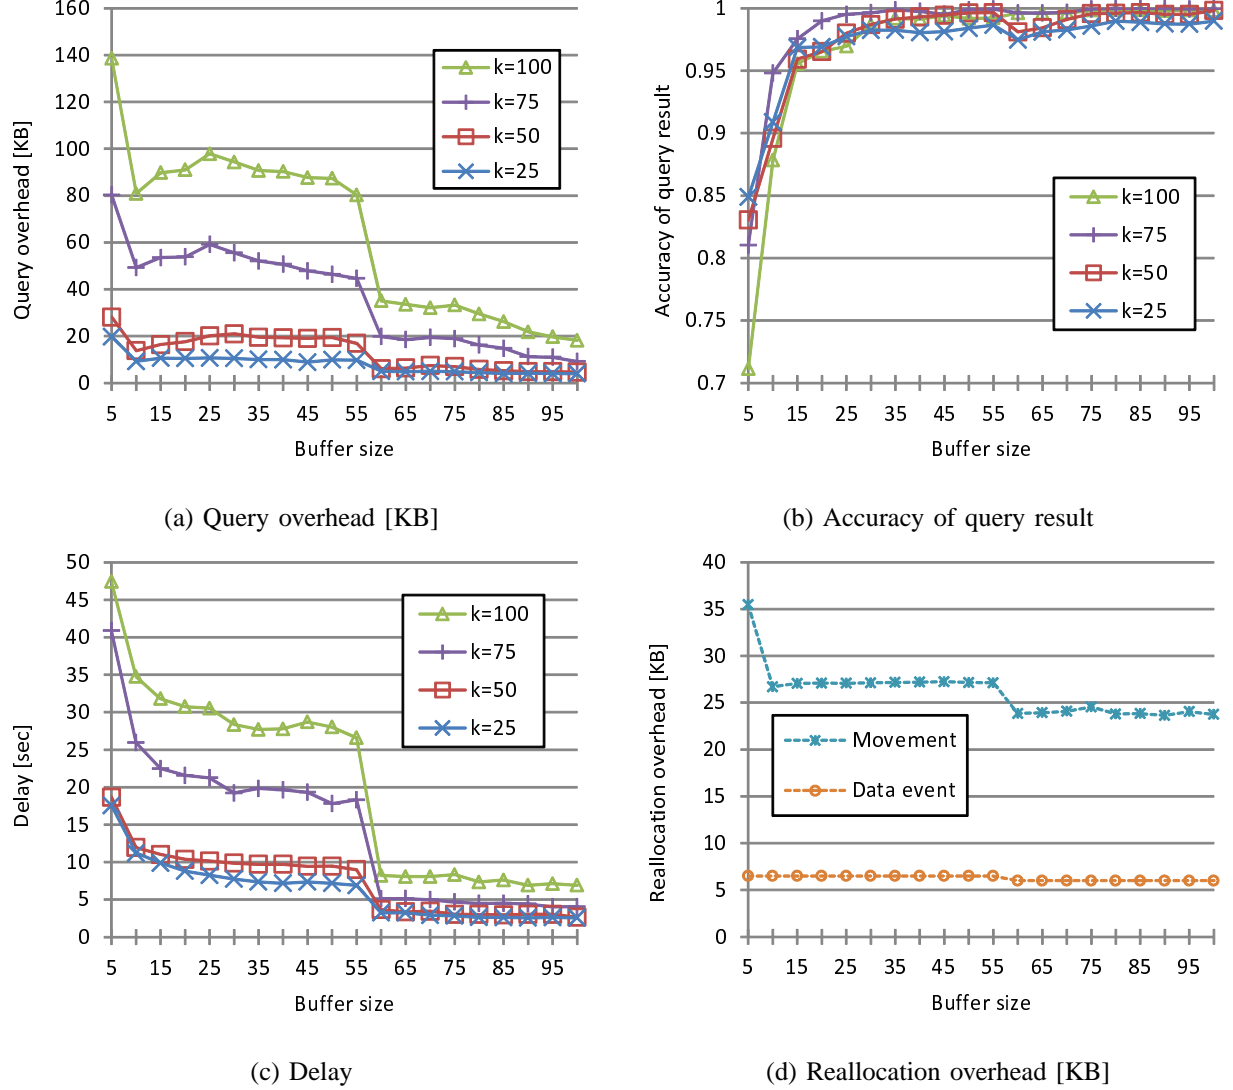 160
140
120
100
80
60
40
20
0
Query overhead [KB]
k=100
k=75
k=50
k=25
5 15 25 35 45 55 65 75 85 95
Buffer size
(a) Query overhead [KB]
1
0.95
0.9
0.85
0.8
0.75
0.7
Accuracy of query result
k=100
k=75
k=50
k=25
5 15 25 35 45 55 65 75 85 95
Buffer size
(b) Accuracy of query result
50
45
40
35
30
25
20
15
10
5
0
Delay [sec]
k=100
k=75
k=50
k=25
5 15 25 35 45 55 65 75 85 95
Buffer size
(c) Delay
40
35
30
25
20
15
10
5
0
Reallocation overhead [KB]
Movement
Data event
5 15 25 35 45 55 65 75 85 95
Buffer size
(d) Reallocation overhead [KB]